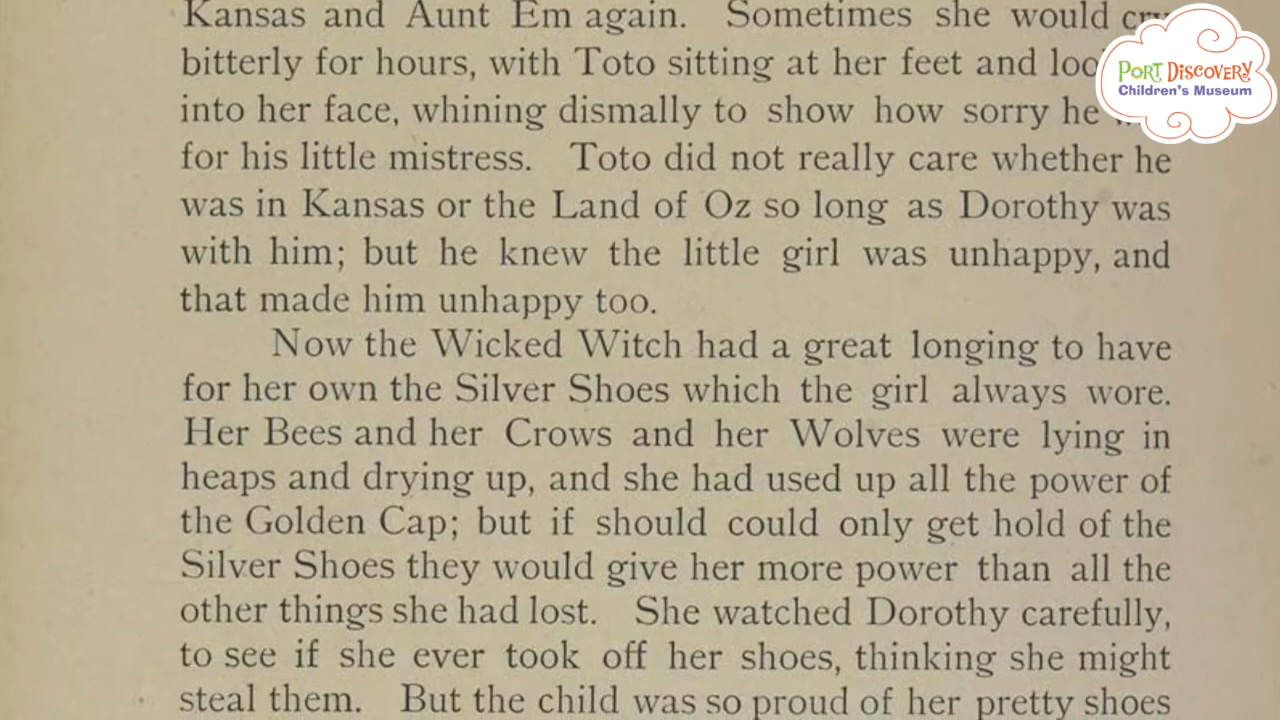 Kansas and Aunt Em again. Sometimes she would cry
bitterly for hours, with Toto sitting at her feet and
into her face, whining dismally to show how sorry he
for his little mistress. Toto did not really care whether he
was in Kansas or the Land of Oz so long as Dorothy was
with him; but he knew the little girl was unhappy, and
that made him unhappy too.
Now the Wicked Witch had a great longing to have
for her own the Silver Shoes which the girl always wore.
Her Bees and her Crows and her Wolves were lying in
heaps and drying up, and she had used up all the power of
the Golden Cap; but if should could only get hold of the
Silver Shoes they would give her more power than all the
other things she had lost. She watched Dorothy carefully,
to see if she ever took off her shoes, thinking she might
steal them. But the child was so proud of her pretty shoes
PORT DISCOVERY
Children's Museum